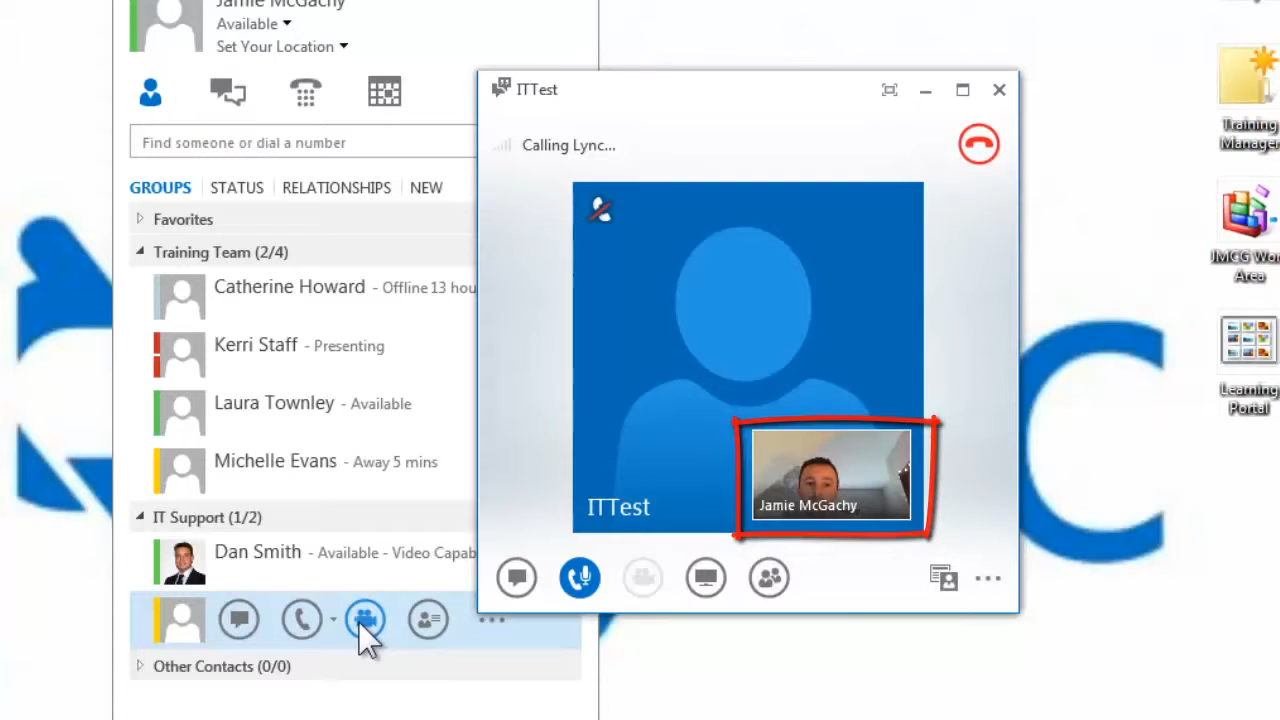 Jamie McGachy
Available
Set Your Location
Find someone or dial a number
GROUPS STATUS RELATIONSHIPS NEW
Favorites
Training Team (2/4)
Catherine Howard - Offline 13 hou
Kerri Staff - Presenting
Laura Townley - Available
Michelle Evans - Away 5 mins
IT Support (1/2)
Dan Smith - Available - Video Capab
Other Contacts (0/0)
ITTest
Calling Lync...
ITTest
Jamie McGachy
Training
Manager
JMCG Wor
Area
Learning
Portal
C